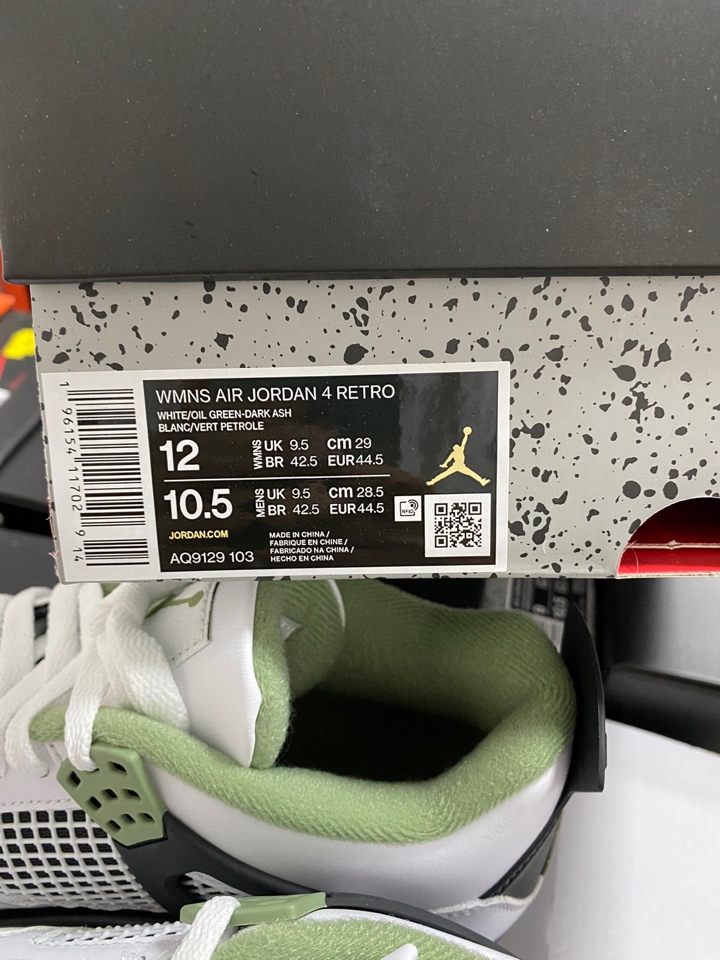 WMNS AIR JORDAN 4 RETRO
WHITE/OIL GREEN-DARK ASH
BLANC/VERT PETROLE
12 WMNS UK 9.5 cm 29
BR 42.5 EUR 44.5
10.5 MENS UK 9.5 cm 28.5
BR 42.5 EUR 44.5
JORDAN.COM
AQ9129 103
MADE IN CHINA /
FABRIQUE EN CHINE /
FABRICADO NA CHINA /
HECHO EN CHINA
RFID
1 96154 11702 9 14